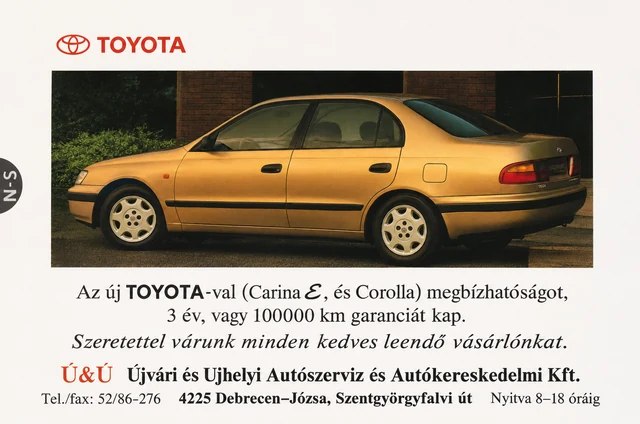 TOYOTA
N-S
Az új TOYOTA-val (Carina E, és Corolla) megbízhatóságot,
3 év, vagy 100000 km garanciát kap.
Szeretettel várunk minden kedves leendő vásárlónkat.
Ú&Ú Újvári és Ujhelyi Autószerviz és Autókereskedelmi Kft.
Tel./fax: 52/86-276 4225 Debrecen–Józsa, Szentgyörgyfalvi út Nyitva 8–18 óráig